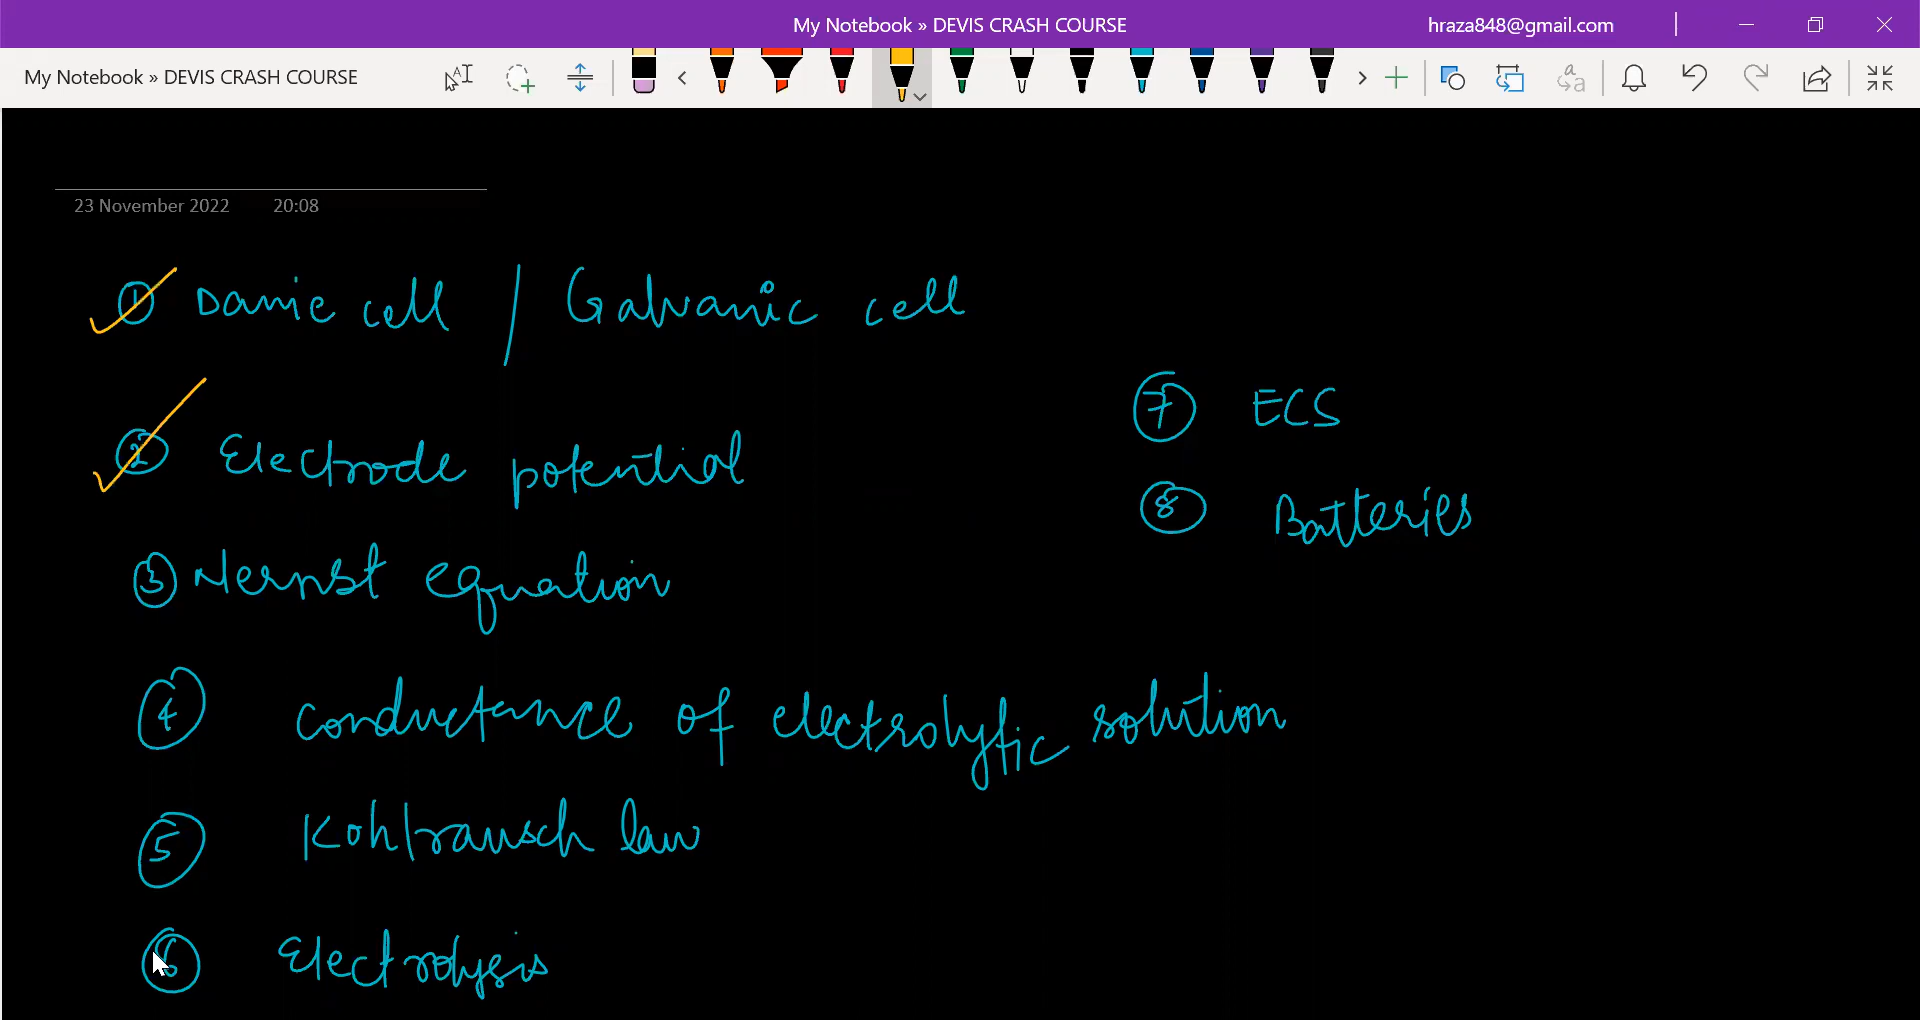 My Notebook » DEVIS CRASH COURSE
hraza848@gmail.com
My Notebook » DEVIS CRASH COURSE
23 November 2022 20:08
① Danie cell / Galvanic cell
② Electrode potential
③ Nernst equation
④ conductance of electrolytic solution
⑤ Kohlrausch law
⑥ Electrolysis
⑦ ECS
⑧ Batteries